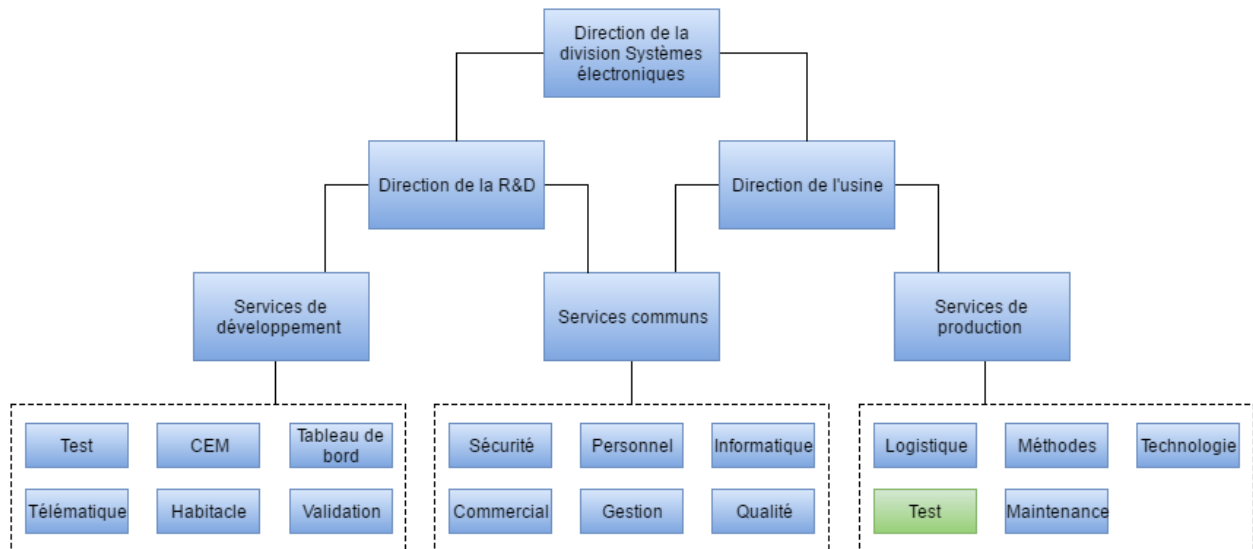 Direction de la
division Systèmes
électroniques
Direction de la R&D
Direction de l'usine
Services de
développement
Services communs
Services de
production
Test
CEM
Tableau de
bord
Télématique
Habitacle
Validation
Sécurité
Personnel
Informatique
Commercial
Gestion
Qualité
Logistique
Méthodes
Technologie
Test
Maintenance